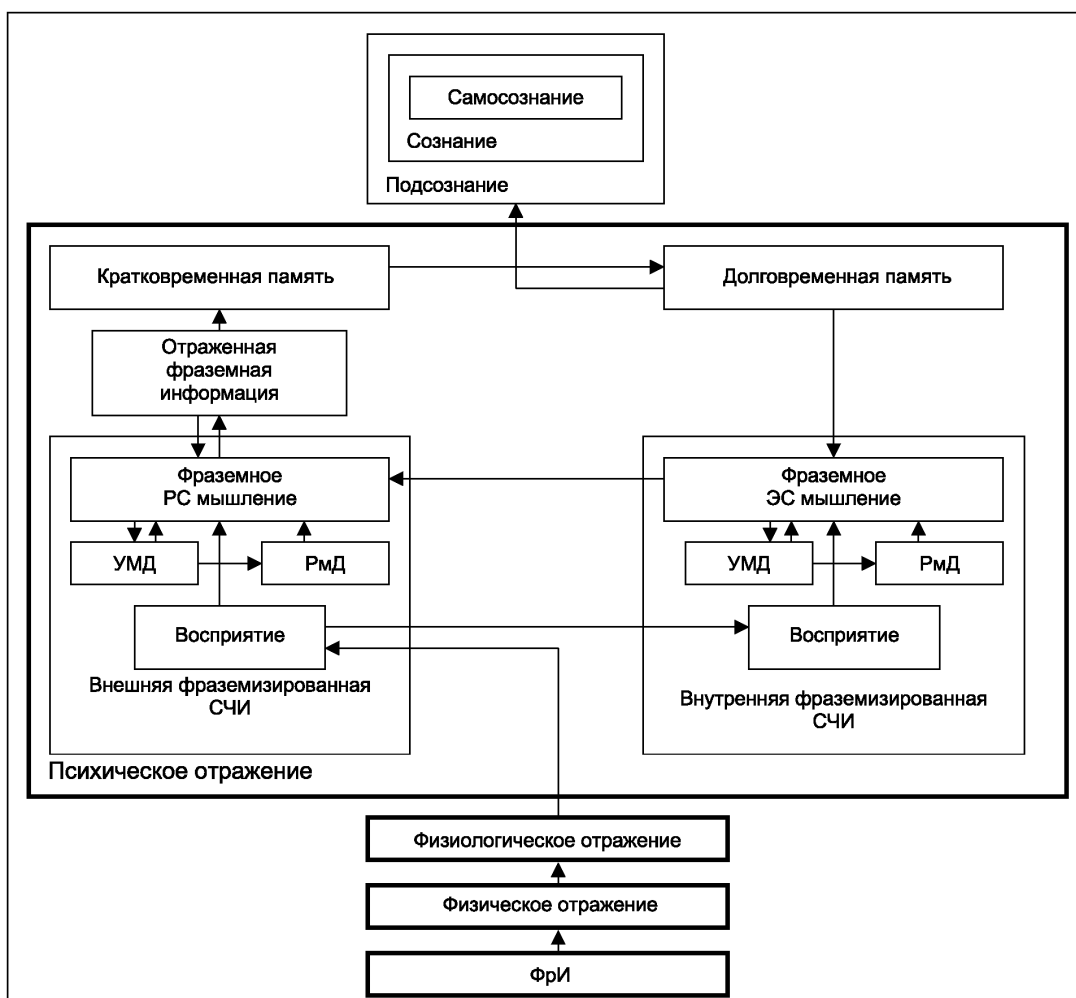 Самосознание
Сознание
Подсознание
Кратковременная память
Долговременная память
Отраженная
фраземная
информация
Фраземное
РС мышление
Фраземное
ЭС мышление
УМД
РмД
УМД
РмД
Восприятие
Восприятие
Внешняя фраземизированная
СЧИ
Внутренняя фраземизированная
СЧИ
Психическое отражение
Физиологическое отражение
Физическое отражение
ФрИ